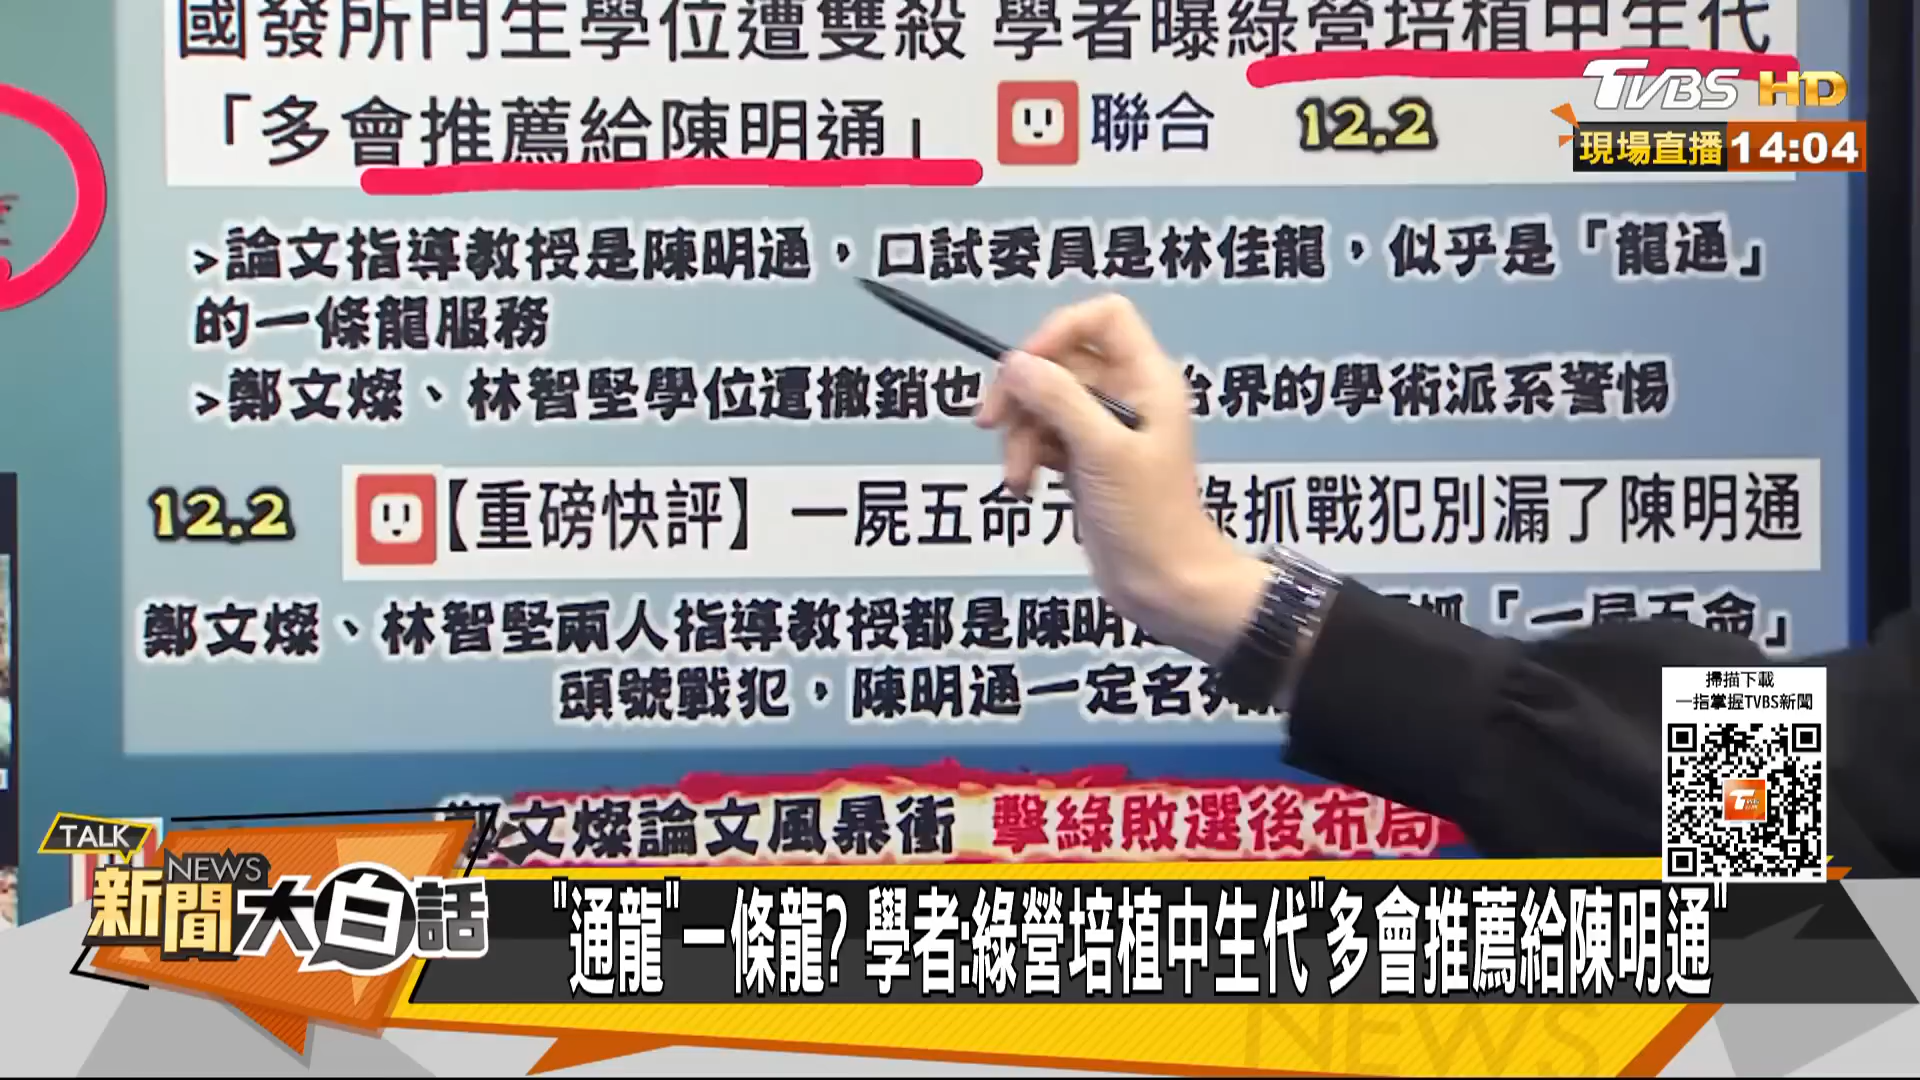 國發所門生學位遭雙殺 學者曝綠營培植中生代
「多會推薦給陳明通」 聯合 12.2
TVBS HD
現場直播 14:04
>論文指導教授是陳明通，口試委員是林佳龍，似乎是「龍通」
的一條龍服務
>鄭文燦、林智堅學位遭撤銷也 界的學術派系警惕
12.2 【重磅快評】一屍五命元 綠抓戰犯別漏了陳明通
鄭文燦、林智堅兩人指導教授都是陳明 「一屍五命」
頭號戰犯，陳明通一定名列
掃描下載
一指掌握TVBS新聞
TVBS
鄭文燦論文風暴衝 擊綠敗選後布局
TALK
NEWS
新聞大白話
"通龍"一條龍? 學者:綠營培植中生代"多會推薦給陳明通"
NEWS